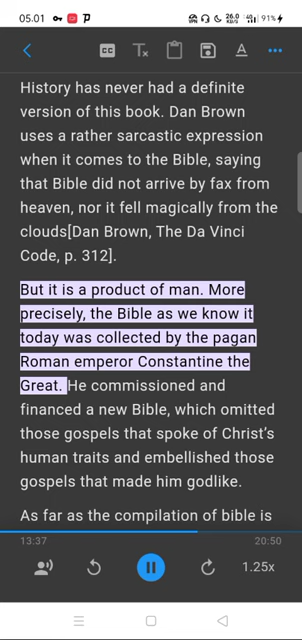 05.01
26.0
KB/s
4G
91%
CC
History has never had a definite
version of this book. Dan Brown
uses a rather sarcastic expression
when it comes to the Bible, saying
that Bible did not arrive by fax from
heaven, nor it fell magically from the
clouds[Dan Brown, The Da Vinci
Code, p. 312].
But it is a product of man. More
precisely, the Bible as we know it
today was collected by the pagan
Roman emperor Constantine the
Great. He commissioned and
financed a new Bible, which omitted
those gospels that spoke of Christ’s
human traits and embellished those
gospels that made him godlike.
As far as the compilation of bible is
13:37
20:50
1.25x